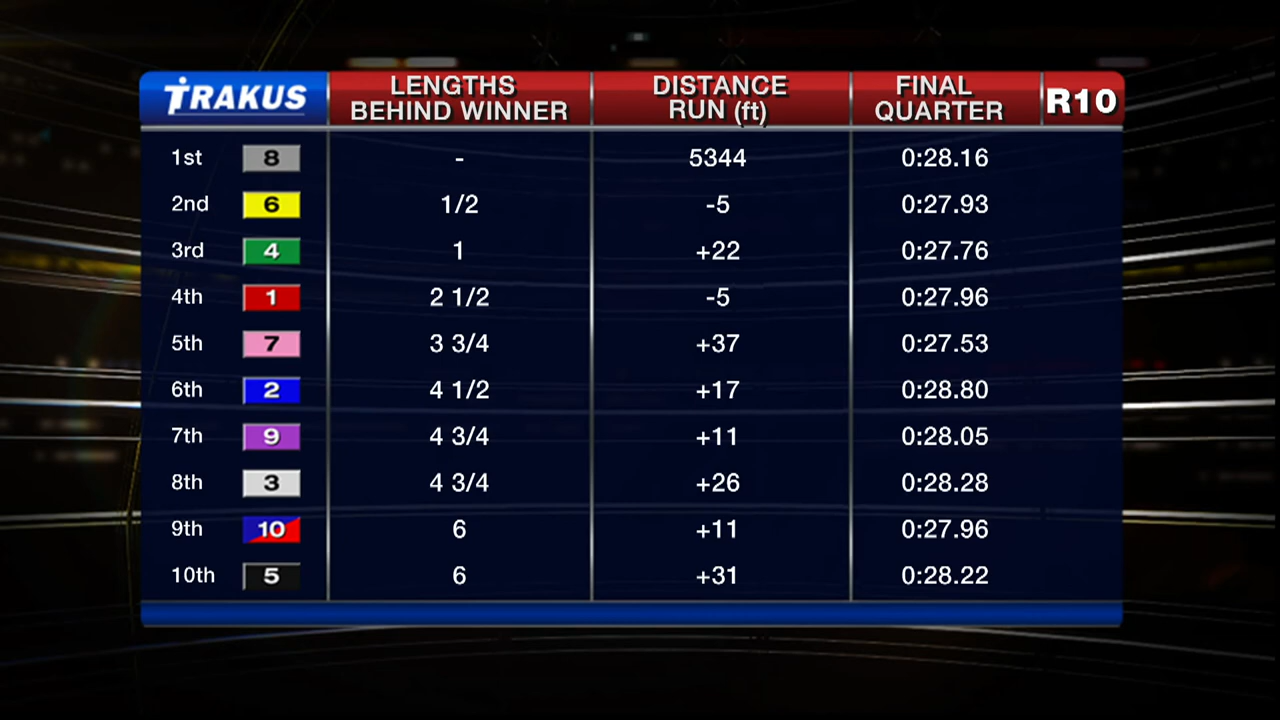 TRAKUS LENGTHS BEHIND WINNER DISTANCE RUN (ft) FINAL QUARTER R10
1st 8 - 5344 0:28.16
2nd 6 1/2 -5 0:27.93
3rd 4 1 +22 0:27.76
4th 1 2 1/2 -5 0:27.96
5th 7 3 3/4 +37 0:27.53
6th 2 4 1/2 +17 0:28.80
7th 9 4 3/4 +11 0:28.05
8th 3 4 3/4 +26 0:28.28
9th 10 6 +11 0:27.96
10th 5 6 +31 0:28.22